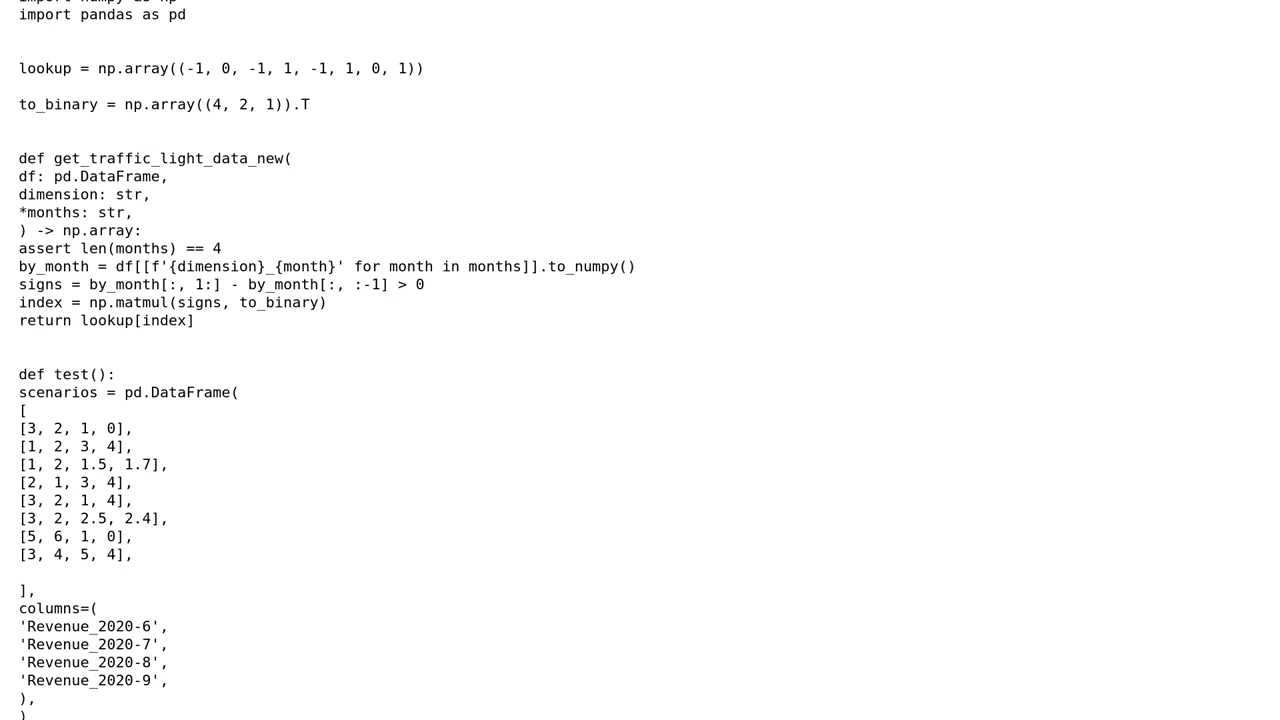 import numpy as np
import pandas as pd
lookup = np.array((-1, 0, -1, 1, -1, 1, 0, 1))
to_binary = np.array((4, 2, 1)).T
def get_traffic_light_data_new(
df: pd.DataFrame,
dimension: str,
*months: str,
) -> np.array:
assert len(months) == 4
by_month = df[[f'{dimension}_{month}' for month in months]].to_numpy()
signs = by_month[:, 1:] - by_month[:, :-1] > 0
index = np.matmul(signs, to_binary)
return lookup[index]
def test():
scenarios = pd.DataFrame(
[
[3, 2, 1, 0],
[1, 2, 3, 4],
[1, 2, 1.5, 1.7],
[2, 1, 3, 4],
[3, 2, 1, 4],
[3, 2, 2.5, 2.4],
[5, 6, 1, 0],
[3, 4, 5, 4],
],
columns=(
'Revenue_2020-6',
'Revenue_2020-7',
'Revenue_2020-8',
'Revenue_2020-9',
),
)